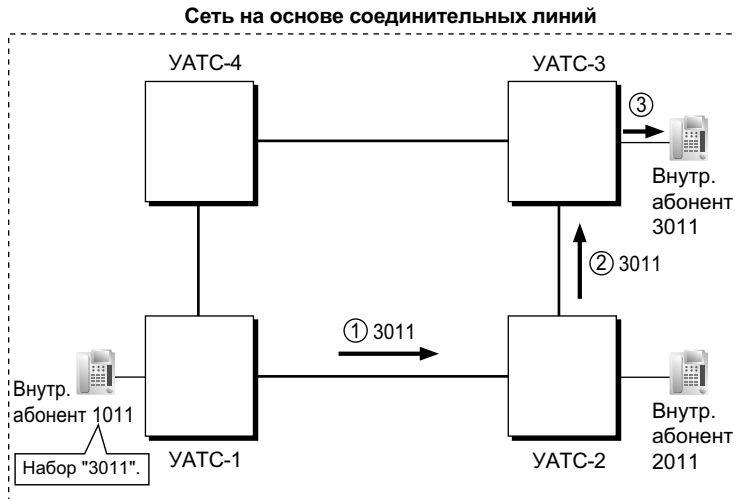 Сеть на основе соединительных линий
УАТС-4
УАТС-3
③
Внутр.
абонент
3011
② 3011
① 3011
Внутр.
абонент 1011
Набор "3011".
УАТС-1
УАТС-2
Внутр.
абонент
2011